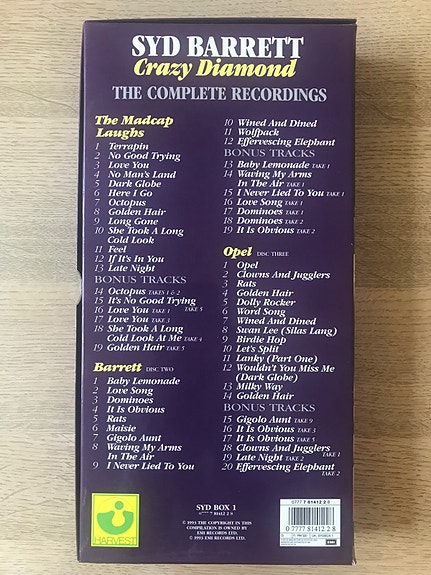 SYD BARRETT
Crazy Diamond
THE COMPLETE RECORDINGS
The Madcap
Laughs
1 Terrapin
2 No Good Trying
3 Love You
4 No Man's Land
5 Dark Globe
6 Here I Go
7 Octopus
8 Golden Hair
9 Long Gone
10 She Took A Long
Cold Look
11 Feel
12 If It's In You
13 Late Night
BONUS TRACKS
14 Octopus TAKES 1 & 2
15 It's No Good Trying TAKE 5
16 Love You TAKE 1
17 Love You TAKE 3
18 She Took A Long
Cold Look At Me TAKE 4
19 Golden Hair TAKE 5
Barrett DISC TWO
1 Baby Lemonade
2 Love Song
3 Dominoes
4 It Is Obvious
5 Rats
6 Maisie
7 Gigolo Aunt
8 Waving My Arms
In The Air
9 I Never Lied To You
10 Wined And Dined
11 Wolfpack
12 Effervescing Elephant
BONUS TRACKS
13 Baby Lemonade TAKE 1
14 Waving My Arms
In The Air TAKE 1
15 I Never Lied To You TAKE 1
16 Love Song TAKE 1
17 Dominoes TAKE 1
18 Dominoes TAKE 2
19 It Is Obvious TAKE 2
Opel DISC THREE
1 Opel
2 Clowns And Jugglers
3 Rats
4 Golden Hair
5 Dolly Rocker
6 Word Song
7 Wined And Dined
8 Swan Lee (Silas Lang)
9 Birdie Hop
10 Let's Split
11 Lanky (Part One)
12 Wouldn't You Miss Me
(Dark Globe)
13 Milky Way
14 Golden Hair
BONUS TRACKS
15 Gigolo Aunt TAKE 9
16 It Is Obvious TAKE 3
17 It Is Obvious TAKE 5
18 Clowns And Jugglers TAKE 1
19 Late Night TAKE 2
20 Effervescing Elephant
TAKE 2
HARVEST
SYD BOX 1
0777 7 81412 2 8
℗ 1993 THE COPYRIGHT IN THIS
COMPILATION IS OWNED BY
EMI RECORDS LTD.
© 1993 EMI RECORDS LTD.
0777 7 81412 2 8
0 7777 81412 2 8
EMI